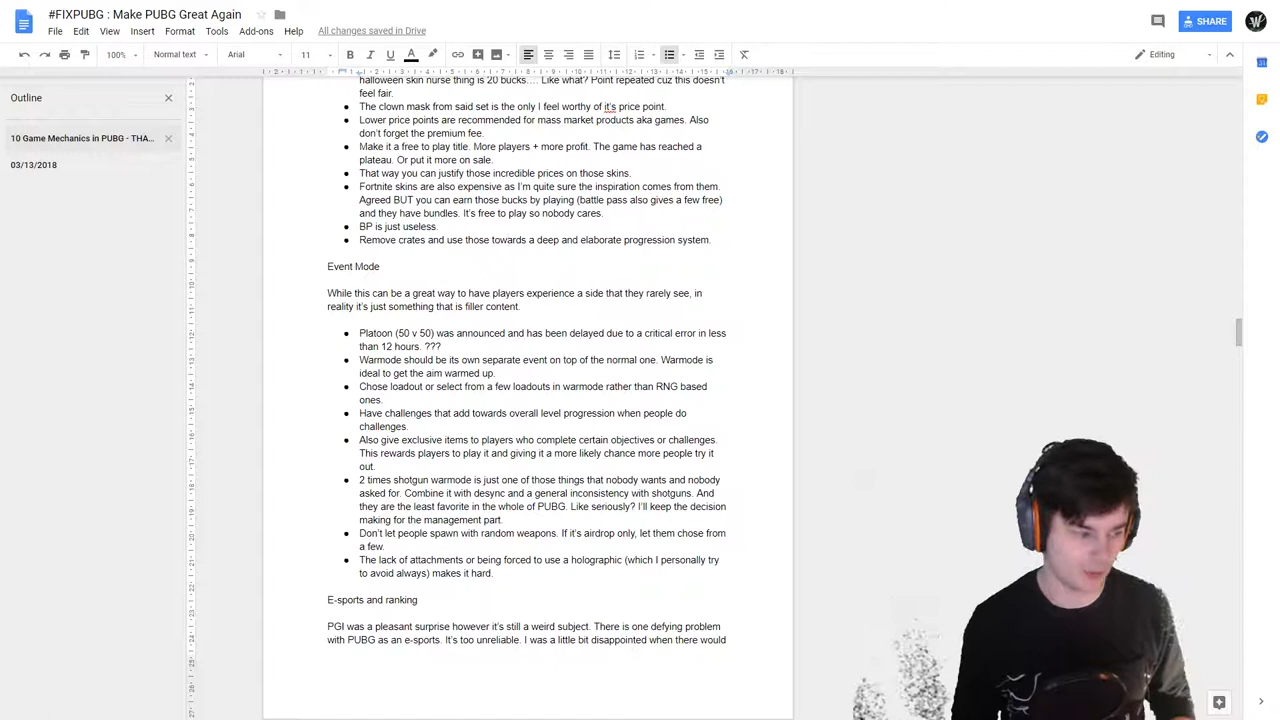 #FIXPUBG : Make PUBG Great Again
File Edit View Insert Format Tools Add-ons Help All changes saved in Drive
SHARE
100% Normal text Arial 11 Editing
Outline
10 Game Mechanics in PUBG - THA...
03/13/2018
halloween skin nurse thing is 20 bucks.... Like what? Point repeated cuz this doesn't
feel fair.
The clown mask from said set is the only I feel worthy of it's price point.
Lower price points are recommended for mass market products aka games. Also
don't forget the premium fee.
Make it a free to play title. More players + more profit. The game has reached a
plateau. Or put it more on sale.
That way you can justify those incredible prices on those skins.
Fortnite skins are also expensive as I'm quite sure the inspiration comes from them.
Agreed BUT you can earn those bucks by playing (battle pass also gives a few free)
and they have bundles. It's free to play so nobody cares.
BP is just useless.
Remove crates and use those towards a deep and elaborate progression system.
Event Mode
While this can be a great way to have players experience a side that they rarely see, in
reality it's just something that is filler content.
Platoon (50 v 50) was announced and has been delayed due to a critical error in less
than 12 hours. ???
Warmode should be its own separate event on top of the normal one. Warmode is
ideal to get the aim warmed up.
Chose loadout or select from a few loadouts in warmode rather than RNG based
ones.
Have challenges that add towards overall level progression when people do
challenges.
Also give exclusive items to players who complete certain objectives or challenges.
This rewards players to play it and giving it a more likely chance more people try it
out.
2 times shotgun warmode is just one of those things that nobody wants and nobody
asked for. Combine it with desync and a general inconsistency with shotguns. And
they are the least favorite in the whole of PUBG. Like seriously? I'll keep the decision
making for the management part.
Don't let people spawn with random weapons. If it's airdrop only, let them chose from
a few.
The lack of attachments or being forced to use a holographic (which I personally try
to avoid always) makes it hard.
E-sports and ranking
PGI was a pleasant surprise however it's still a weird subject. There is one defying problem
with PUBG as an e-sports. It's too unreliable. I was a little bit disappointed when there would